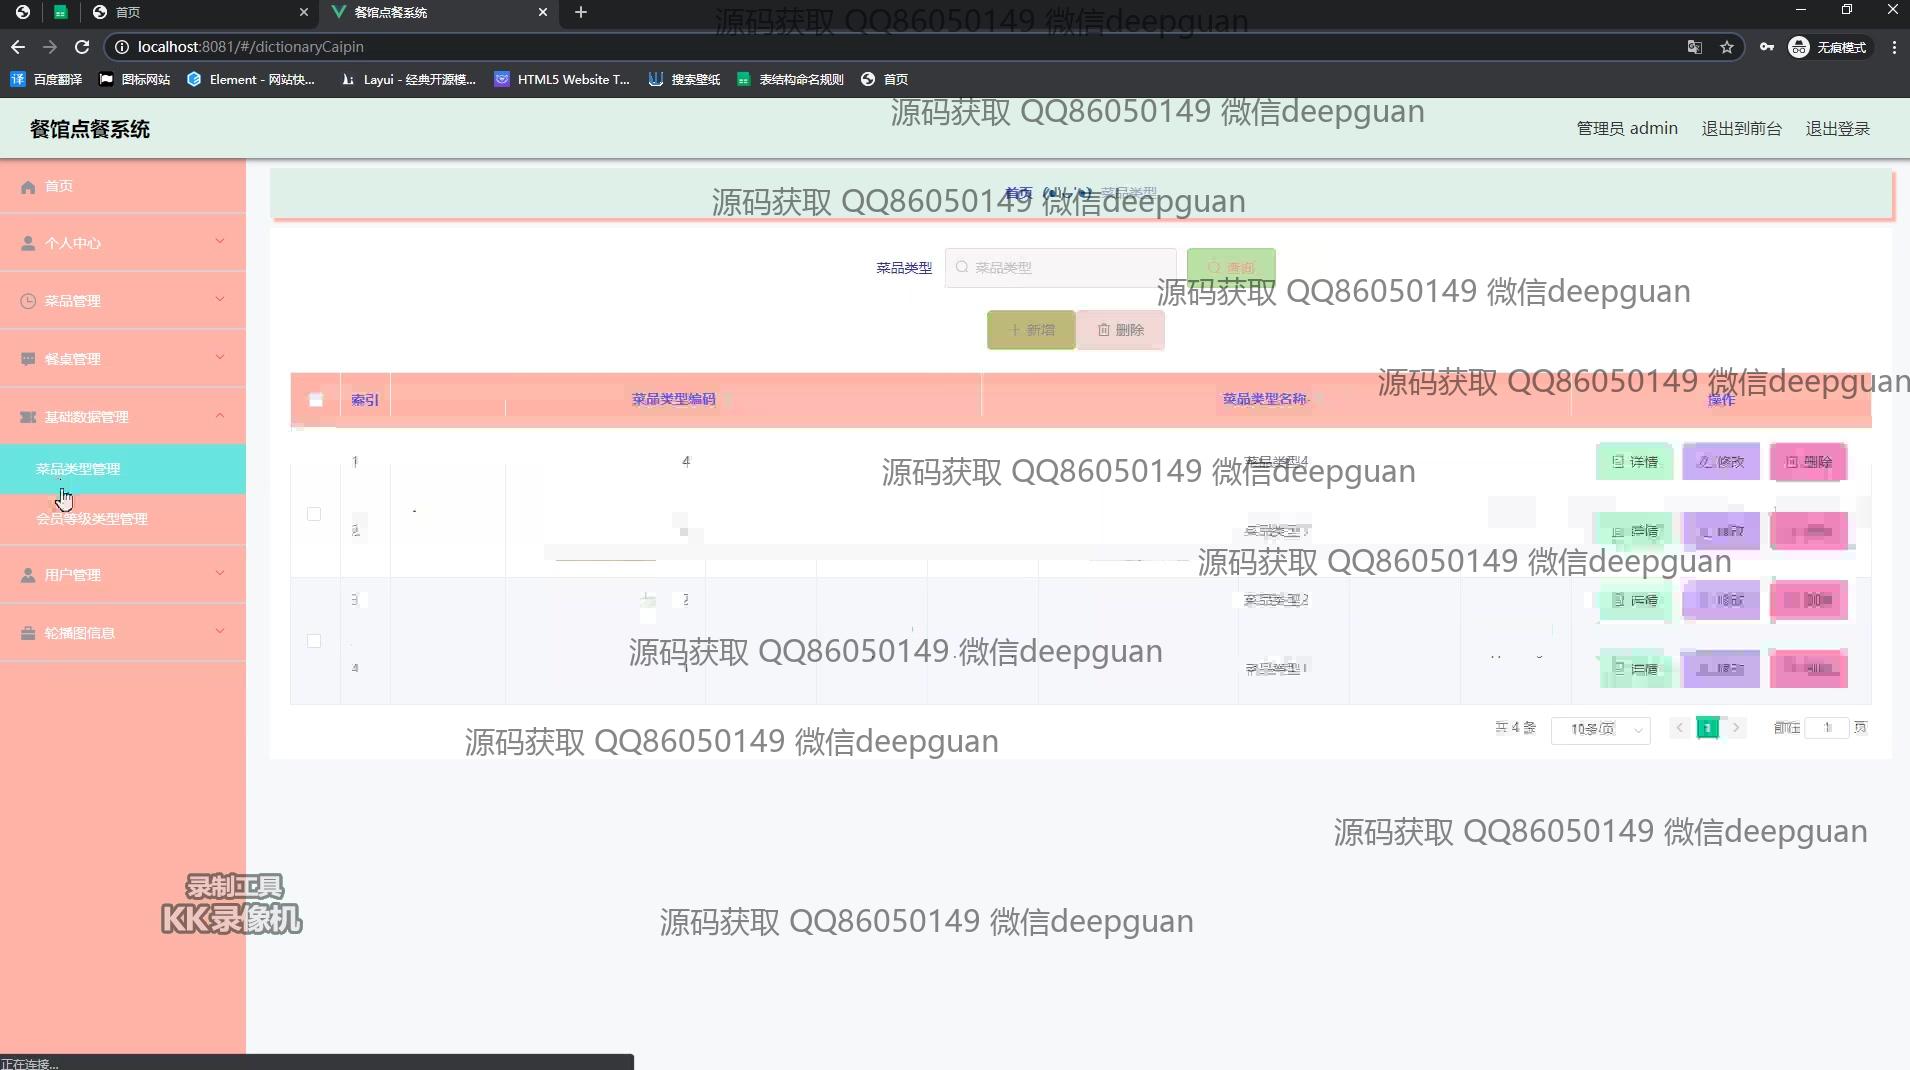 首页
餐馆点餐系统
localhost:8081/#/dictionaryCaipin
无痕模式
百度翻译
图标网站
Element - 网站快...
Layui - 经典开源模...
HTML5 Website T...
搜索壁纸
表结构命名规则
首页
源码获取 QQ86050149 微信deepguan
源码获取 QQ86050149 微信deepguan
餐馆点餐系统
管理员 admin
退出到前台
退出登录
首页
个人中心
菜品管理
餐桌管理
基础数据管理
菜品类型管理
会员等级类型管理
用户管理
轮播图信息
首页
菜品类型
源码获取 QQ86050149 微信deepguan
菜品类型
菜品类型
查询
源码获取 QQ86050149 微信deepguan
新增
删除
源码获取 QQ86050149 微信deepguan
索引
菜品类型编码
菜品类型名称
操作
1
4
菜品类型4
详情
修改
删除
源码获取 QQ86050149 微信deepguan
2
详情
修改
源码获取 QQ86050149 微信deepguan
3
2
菜品类型2
详情
修改
4
菜品类型1
详情
修改
源码获取 QQ86050149 微信deepguan
共 4 条
10条/页
1
前往
1
页
源码获取 QQ86050149 微信deepguan
源码获取 QQ86050149 微信deepguan
录制工具
KK录像机
源码获取 QQ86050149 微信deepguan
正在连接...